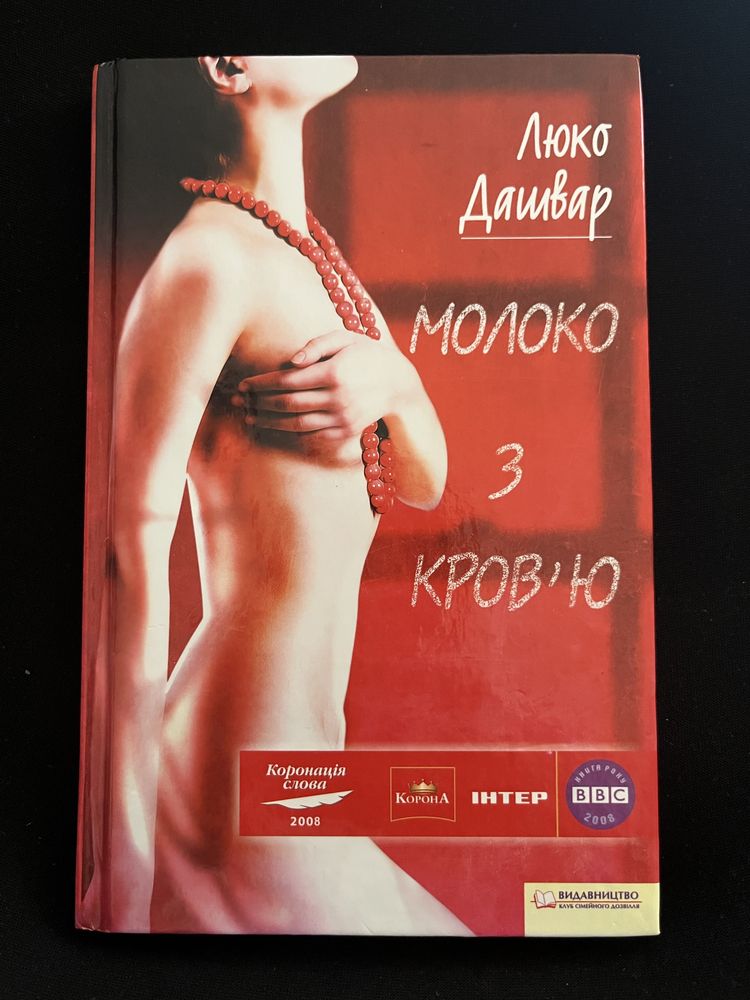 Люко
Дашвар
МОЛОКО
З
КРОВ'Ю
Коронація
слова
2008
КОРОНА
ІНТЕР
КНИГА РОКУ
BBC
2008
ВИДАВНИЦТВО
КЛУБ СІМЕЙНОГО ДОЗВІЛЛЯ